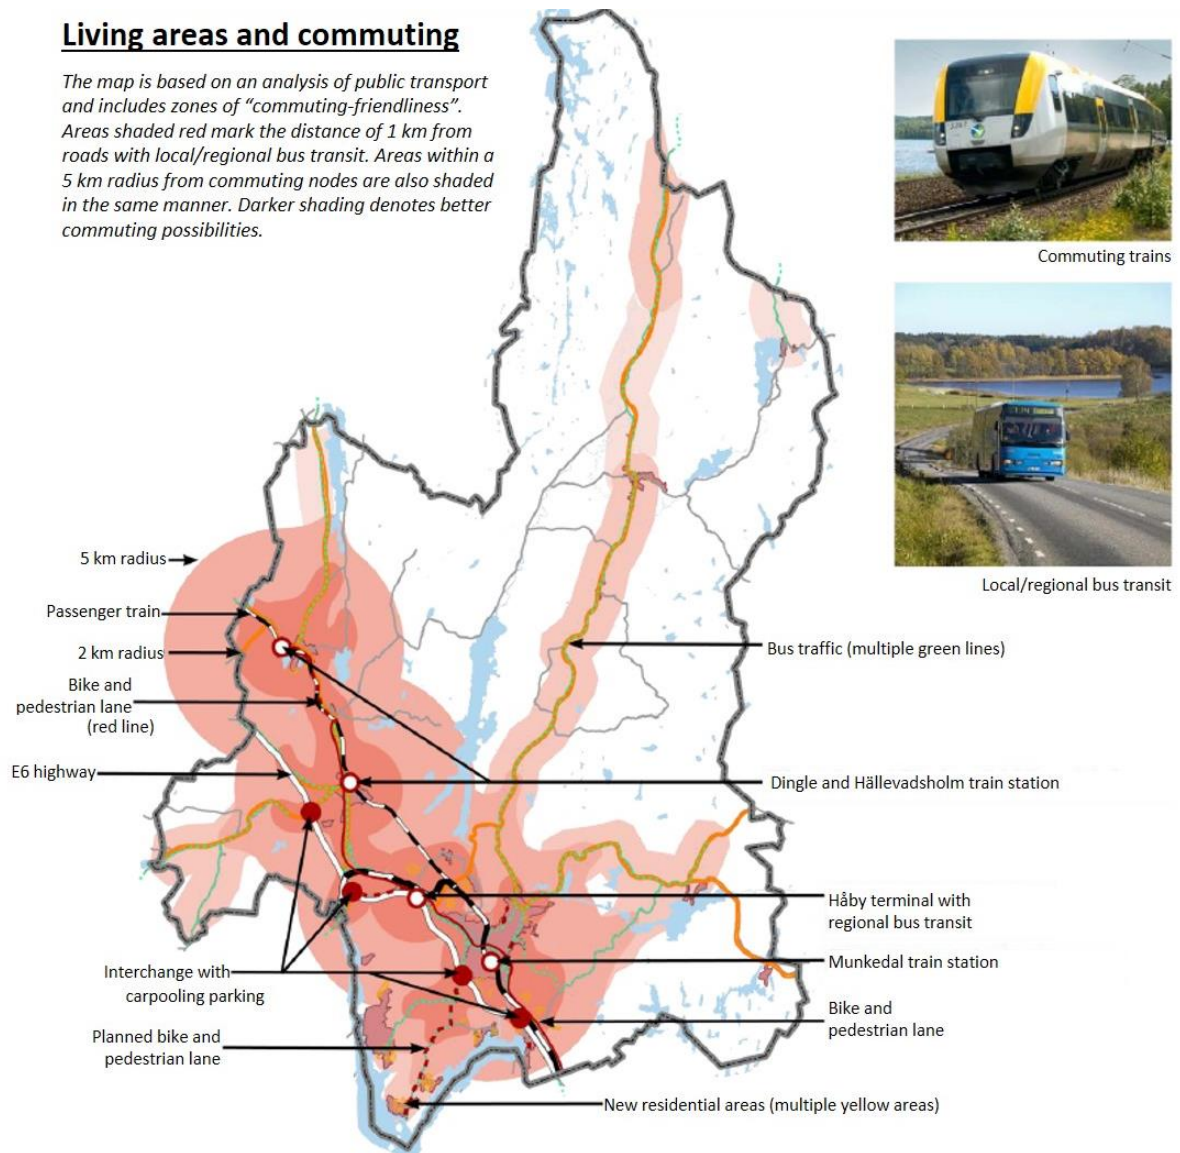 Living areas and commuting
The map is based on an analysis of public transport
and includes zones of “commuting-friendliness”.
Areas shaded red mark the distance of 1 km from
roads with local/regional bus transit. Areas within a
5 km radius from commuting nodes are also shaded
in the same manner. Darker shading denotes better
commuting possibilities.
Commuting trains
Local/regional bus transit
5 km radius
Passenger train
2 km radius
Bike and
pedestrian lane
(red line)
E6 highway
Interchange with
carpooling parking
Planned bike and
pedestrian lane
Bus traffic (multiple green lines)
Dingle and Hällevadsholm train station
Håby terminal with
regional bus transit
Munkedal train station
Bike and
pedestrian lane
New residential areas (multiple yellow areas)